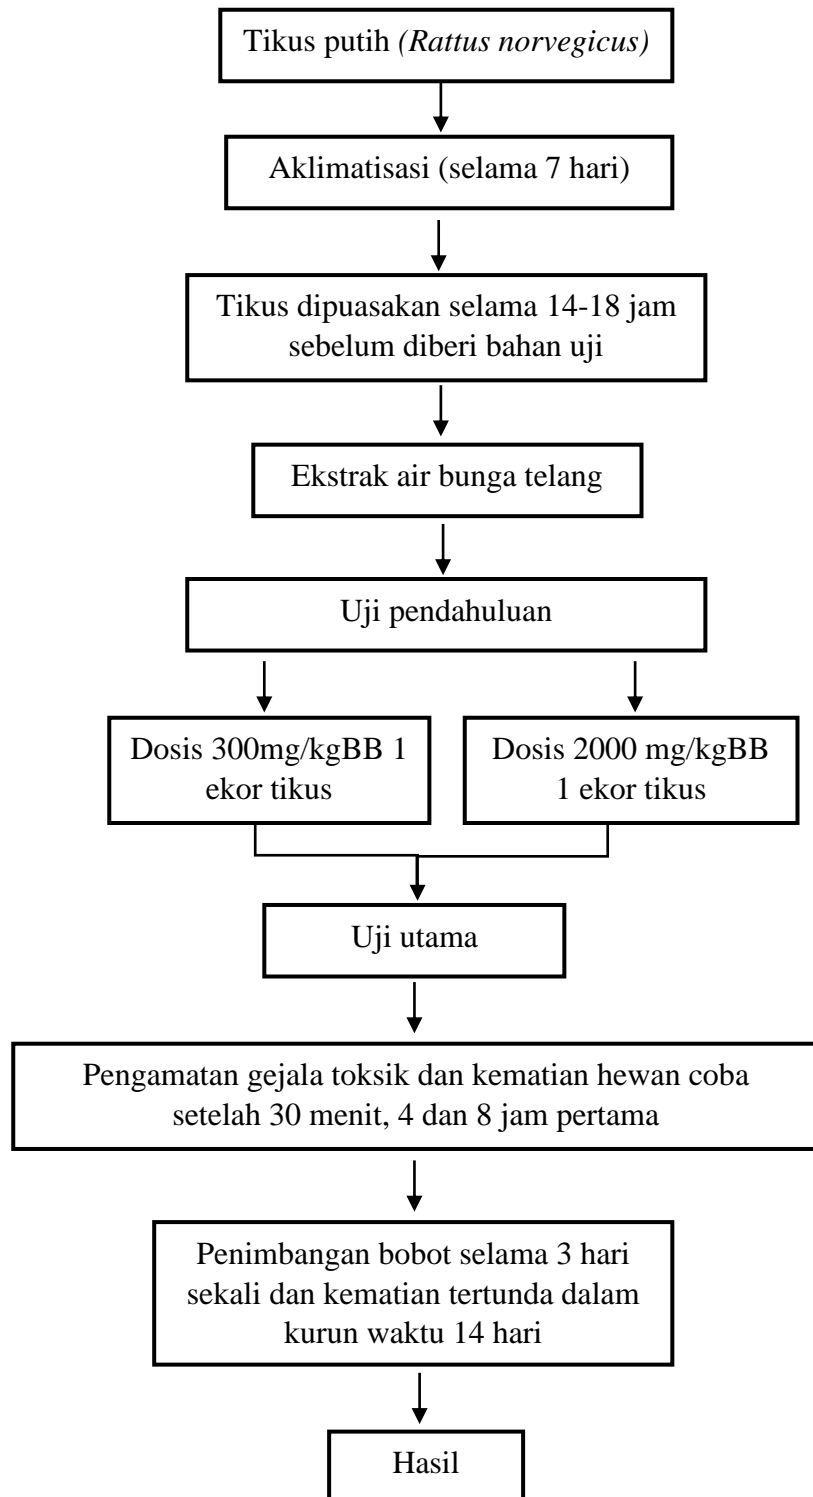 Tikus putih (Rattus norvegicus)
Aklimatisasi (selama 7 hari)
Tikus dipuasakan selama 14-18 jam
sebelum diberi bahan uji
Ekstrak air bunga telang
Uji pendahuluan
Dosis 300mg/kgBB 1
ekor tikus
Dosis 2000 mg/kgBB
1 ekor tikus
Uji utama
Pengamatan gejala toksik dan kematian hewan coba
setelah 30 menit, 4 dan 8 jam pertama
Penimbangan bobot selama 3 hari
sekali dan kematian tertunda dalam
kurun waktu 14 hari
Hasil